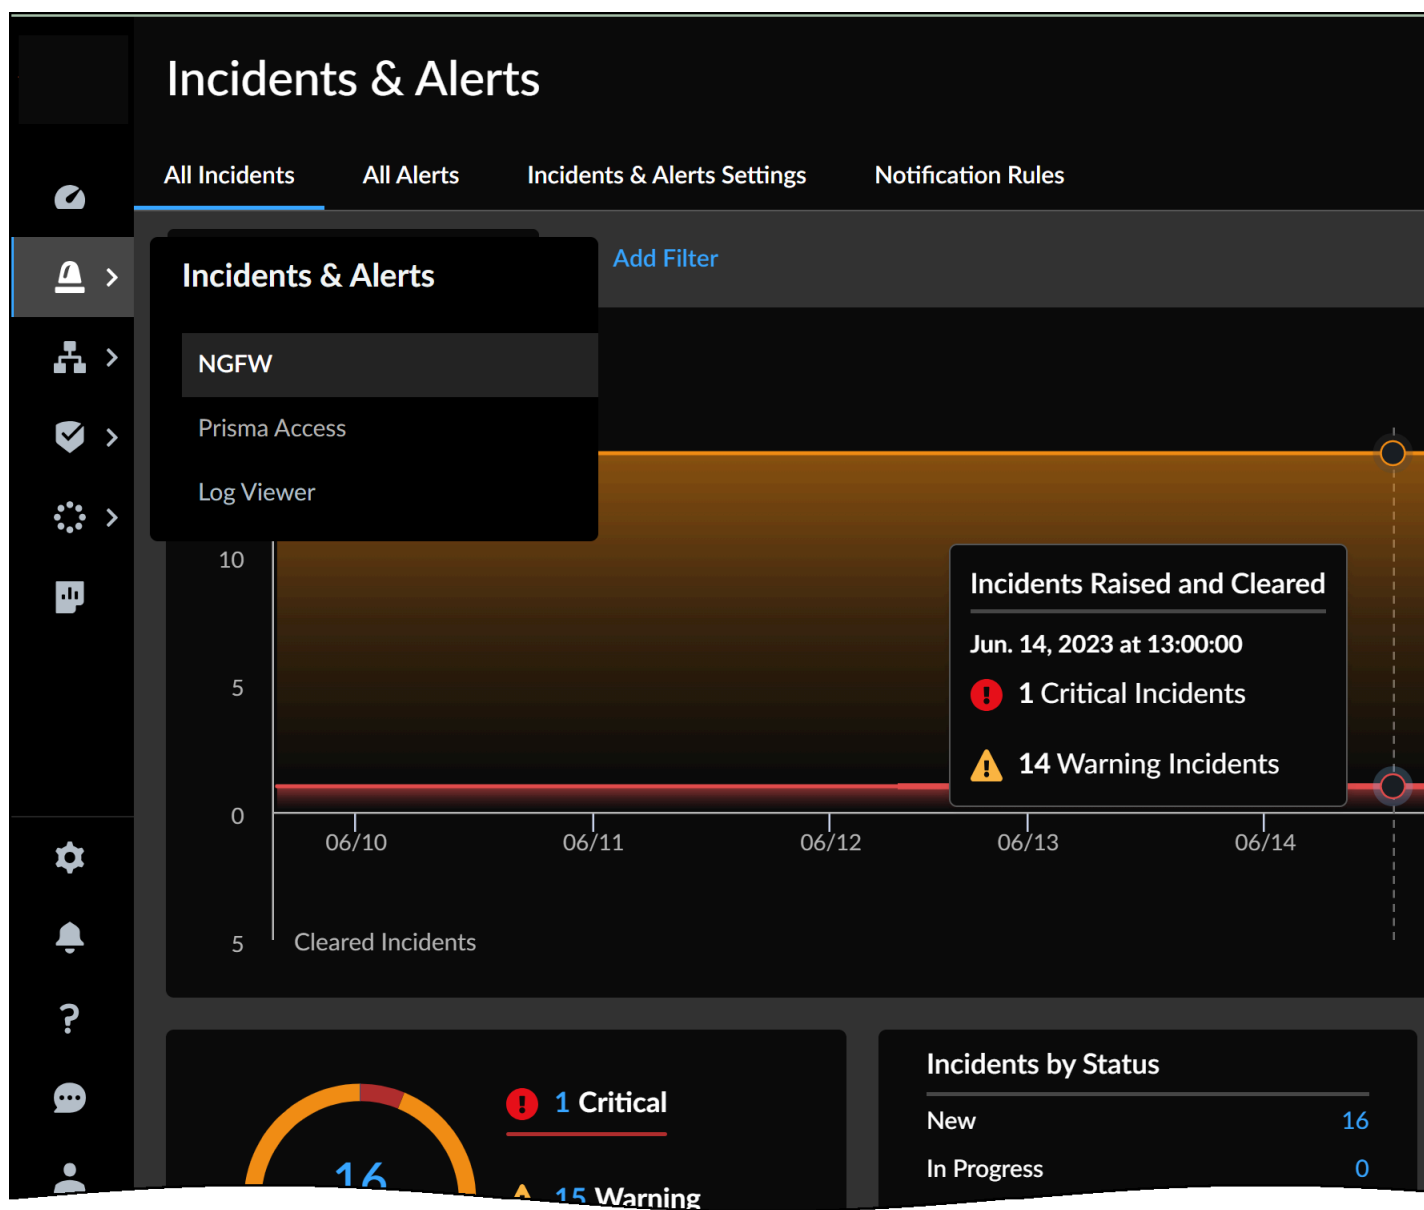 Incidents & Alerts
All Incidents
All Alerts
Incidents & Alerts Settings
Notification Rules
Add Filter
Incidents & Alerts
NGFW
Prisma Access
Log Viewer
10
5
0
5
Incidents Raised and Cleared
Jun. 14, 2023 at 13:00:00
1 Critical Incidents
14 Warning Incidents
06/10
06/11
06/12
06/13
06/14
Cleared Incidents
16
1 Critical
15 Warning
Incidents by Status
New 16
In Progress 0